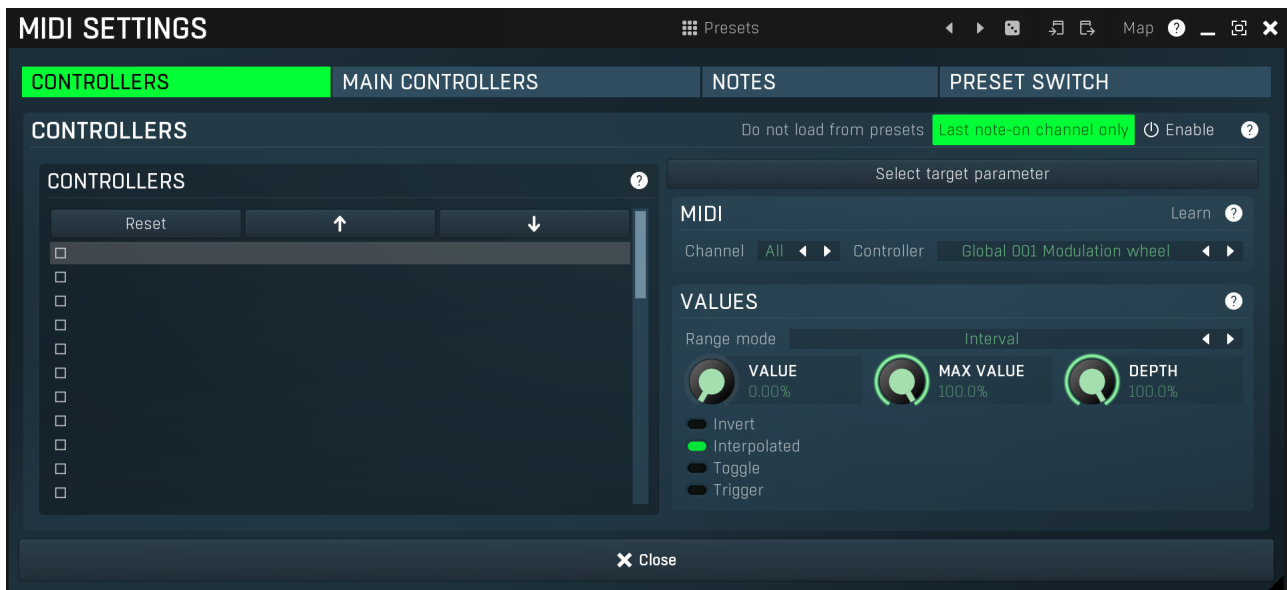 MIDI SETTINGS Presets Map ?
CONTROLLERS MAIN CONTROLLERS NOTES PRESET SWITCH
CONTROLLERS Do not load from presets Last note-on channel only Enable ?
CONTROLLERS ?
Select target parameter
Reset
MIDI Learn ?
Channel All Controller Global 001 Modulation wheel
VALUES ?
Range mode Interval
VALUE MAX VALUE DEPTH
0.00% 100.0% 100.0%
Invert
Interpolated
Toggle
Trigger
Close